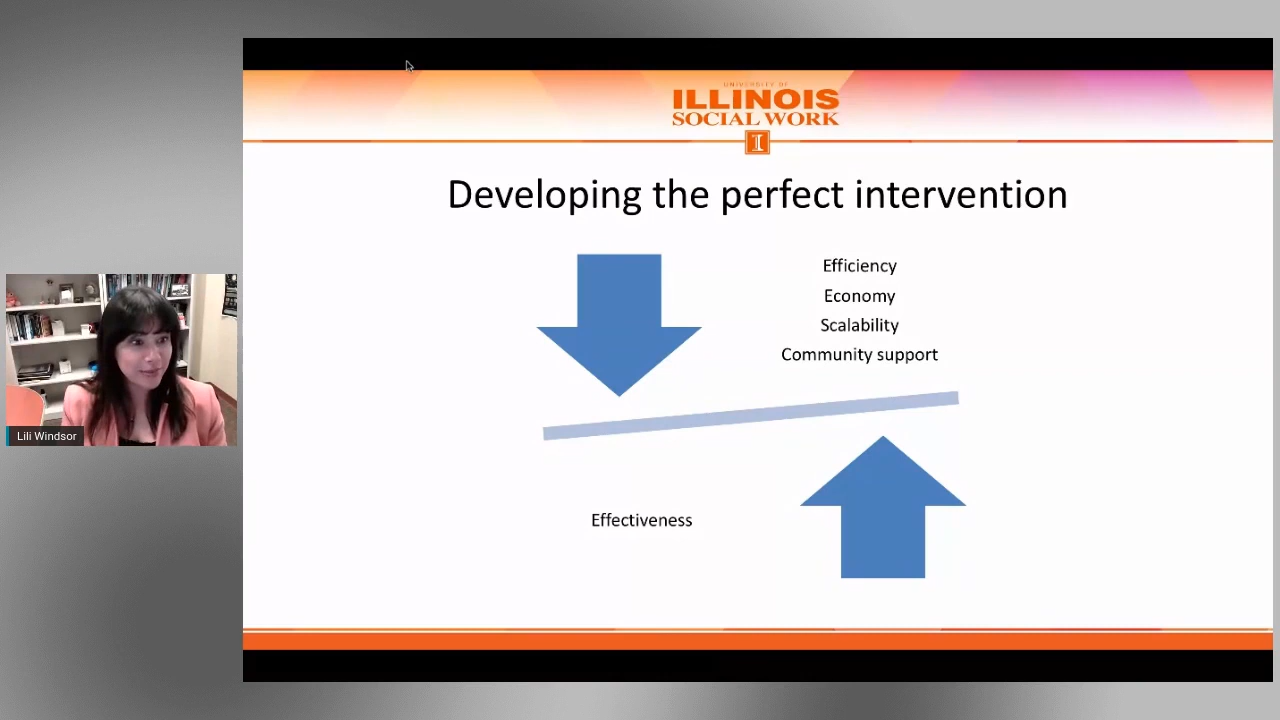 UNIVERSITY OF
ILLINOIS
SOCIAL WORK
I
Developing the perfect intervention
Efficiency
Economy
Scalability
Community support
Effectiveness
Lili Windsor